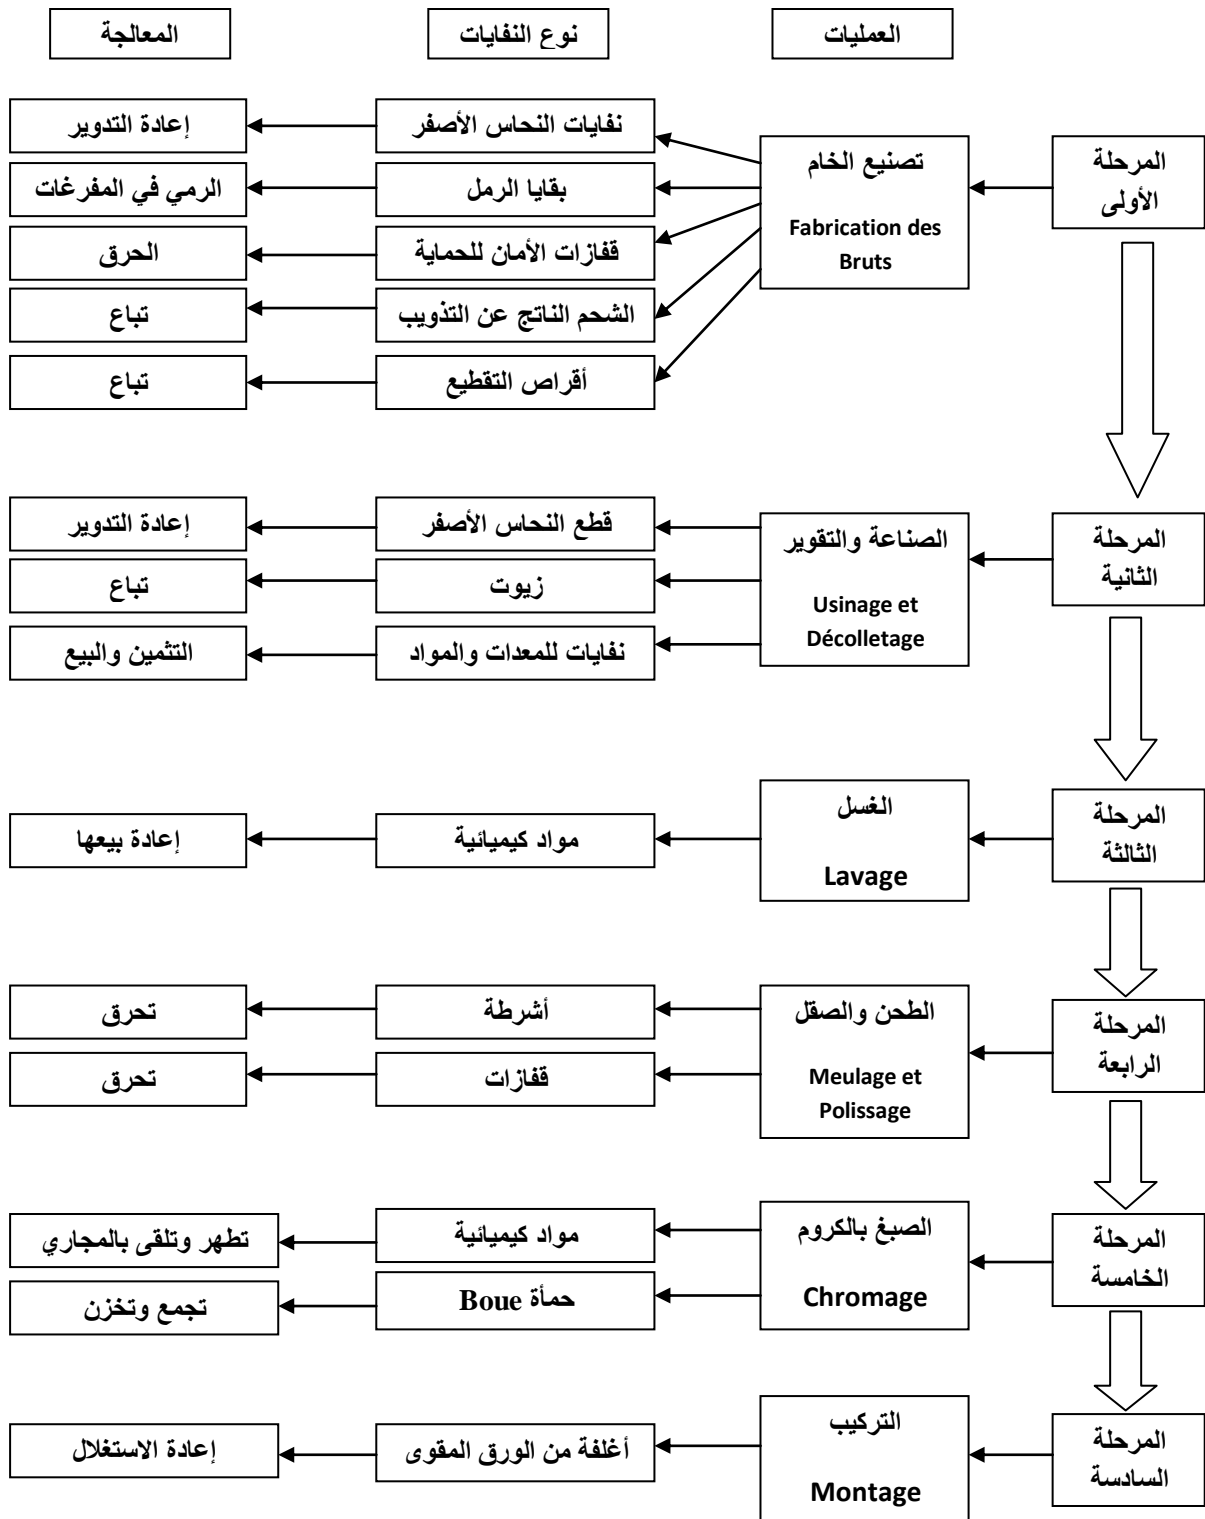 العمليات
نوع النفايات
المعالجة
المرحلة
الأولى
تصنيع الخام
Fabrication des
Bruts
نفايات النحاس الأصفر
إعادة التدوير
بقايا الرمل
الرمي في المفرغات
قفازات الأمان للحماية
الحرق
الشحم الناتج عن التذويب
تباع
أقراص التقطيع
تباع
المرحلة
الثانية
الصناعة والتقوير
Usinage et
Décolletage
قطع النحاس الأصفر
إعادة التدوير
زيوت
تباع
نفايات للمعدات والمواد
التثمين والبيع
المرحلة
الثالثة
الغسل
Lavage
مواد كيميائية
إعادة بيعها
المرحلة
الرابعة
الطحن والصقل
Meulage et
Polissage
أشرطة
تحرق
قفازات
تحرق
المرحلة
الخامسة
الصبغ بالكروم
Chromage
مواد كيميائية
تطهر وتلقى بالمجاري
حمأة Boue
تجمع وتخزن
المرحلة
السادسة
التركيب
Montage
أغلفة من الورق المقوى
إعادة الاستغلال